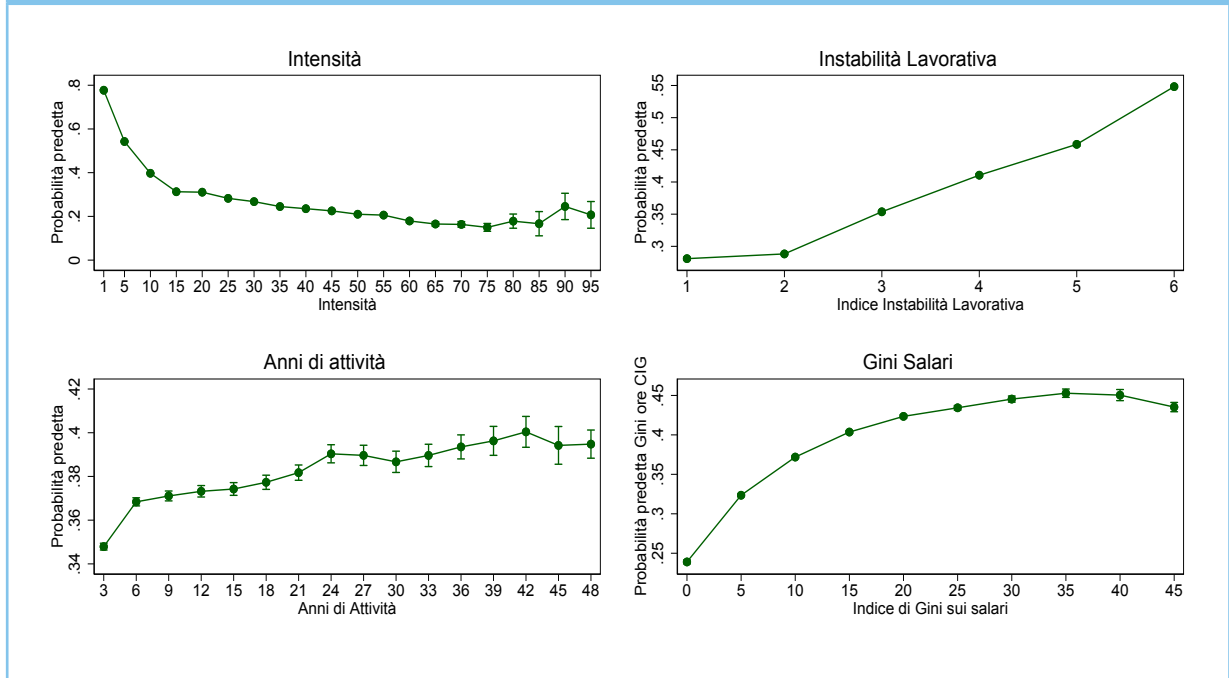 Intensità
Probabilità predetta
.8
.6
.4
.2
0
1 5 10 15 20 25 30 35 40 45 50 55 60 65 70 75 80 85 90 95
Intensità
Instabilità Lavorativa
Probabilità predetta
.55
.5
.45
.4
.35
.3
1 2 3 4 5 6
Indice Instabilità Lavorativa
Anni di attività
Probabilità predetta
.42
.4
.38
.36
.34
3 6 9 12 15 18 21 24 27 30 33 36 39 42 45 48
Anni di Attività
Gini Salari
Probabilità predetta Gini ore CIG
.45
.4
.35
.3
.25
0 5 10 15 20 25 30 35 40 45
Indice di Gini sui salari